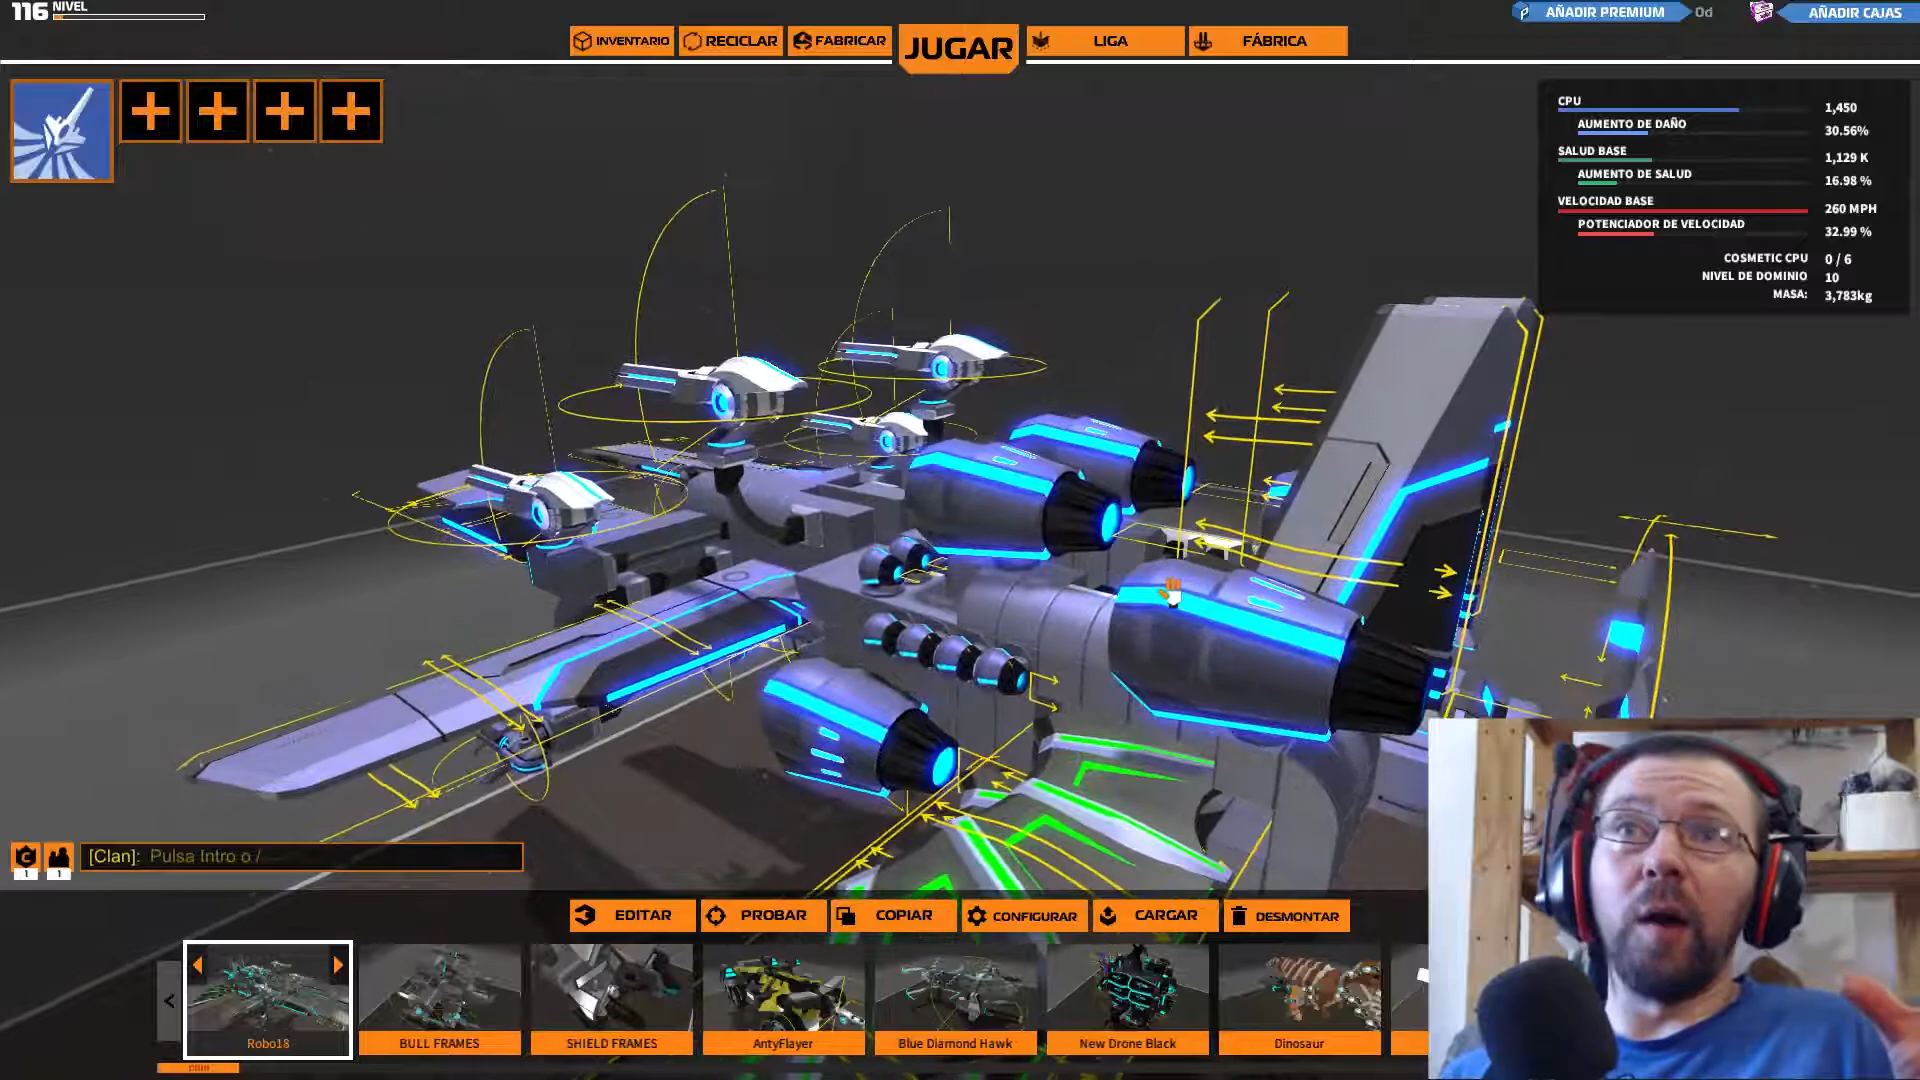 116 NIVEL
AÑADIR PREMIUM 0d AÑADIR CAJAS
INVENTARIO RECICLAR FABRICAR JUGAR LIGA FÁBRICA
CPU 1,450
AUMENTO DE DAÑO 30.56%
SALUD BASE 1,129 K
AUMENTO DE SALUD 16.98 %
VELOCIDAD BASE 260 MPH
POTENCIADOR DE VELOCIDAD 32.99 %
COSMETIC CPU 0 / 6
NIVEL DE DOMINIO 10
MASA: 3,783kg
[Clan]: Pulsa Intro o /
1 1
EDITAR PROBAR COPIAR CONFIGURAR CARGAR DESMONTAR
Robo18 BULL FRAMES SHIELD FRAMES AntyFlayer Blue Diamond Hawk New Drone Black Dinosaur